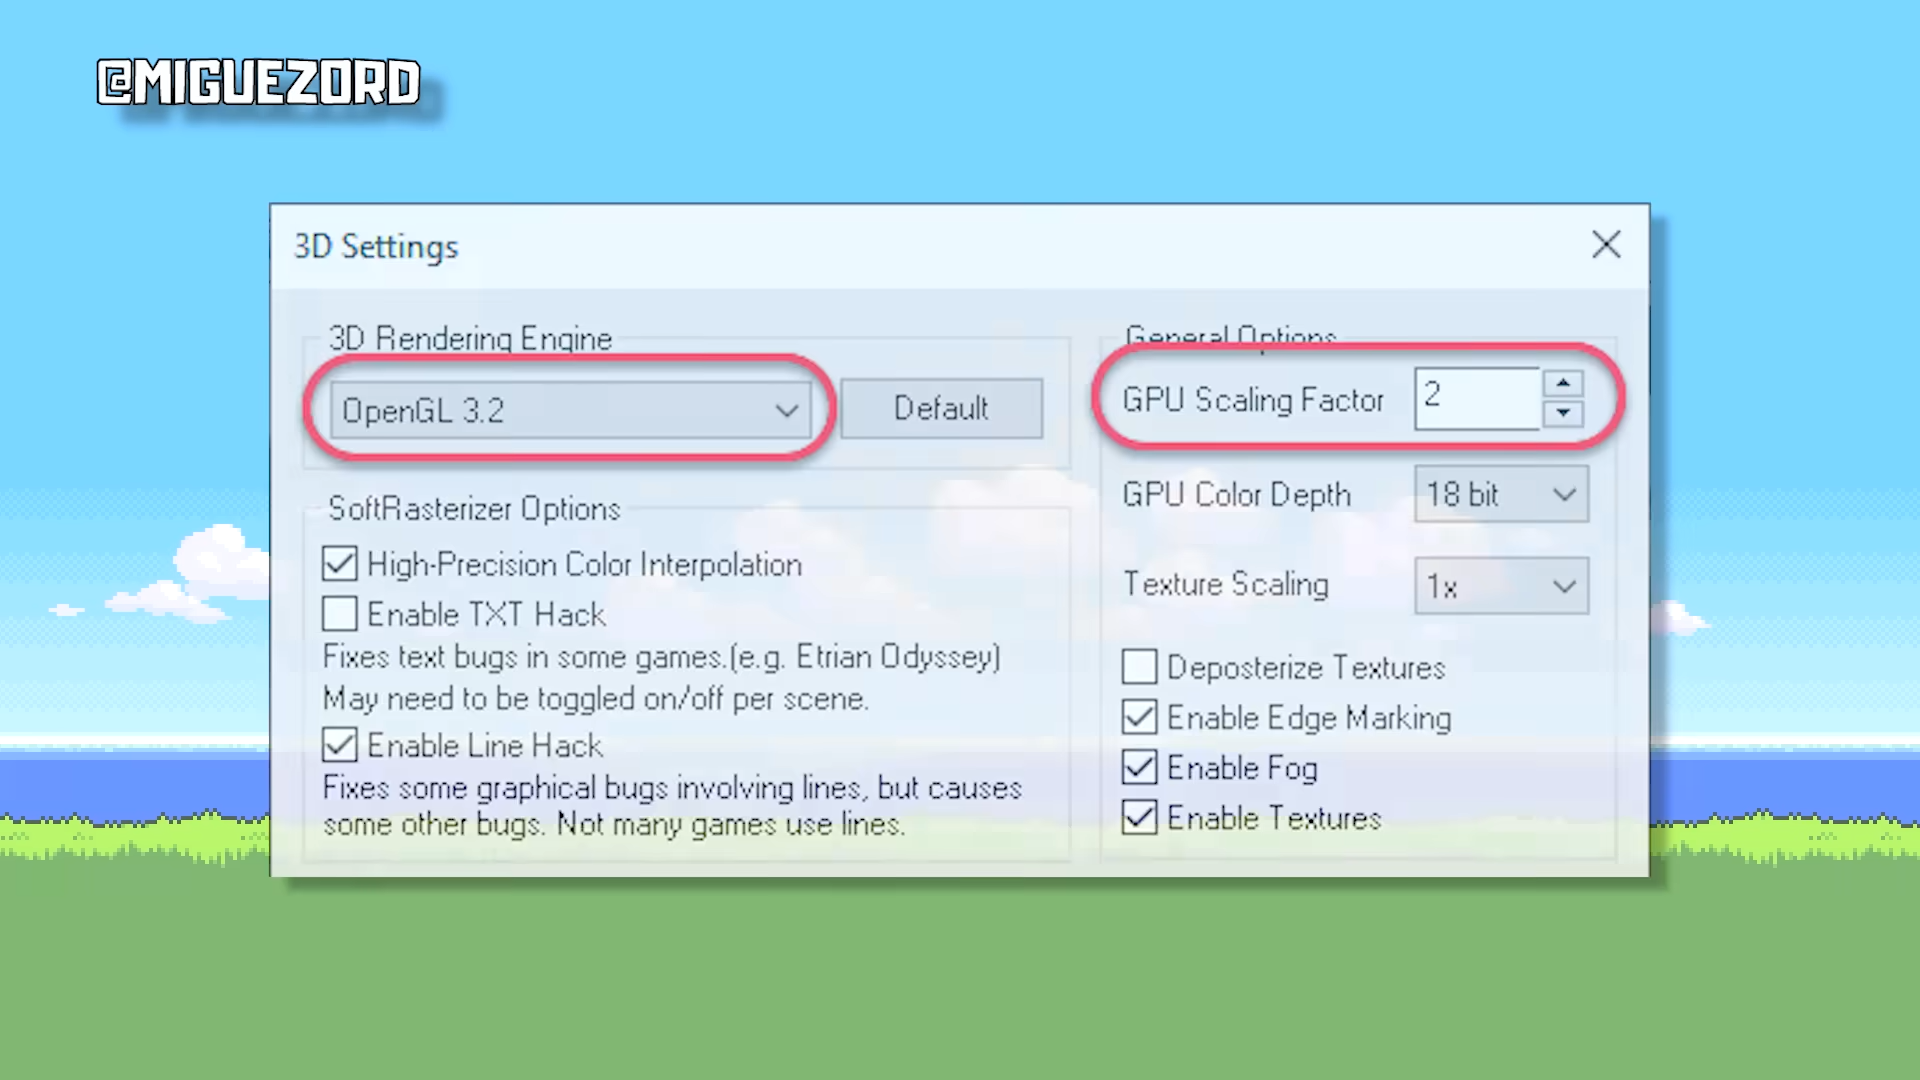 @MIGUEZORD
3D Settings
3D Rendering Engine
OpenGL 3.2
Default
SoftRasterizer Options
High-Precision Color Interpolation
Enable TXT Hack
Fixes text bugs in some games.(e.g. Etrian Odyssey)
May need to be toggled on/off per scene.
Enable Line Hack
Fixes some graphical bugs involving lines, but causes
some other bugs. Not many games use lines.
General Options
GPU Scaling Factor
2
GPU Color Depth
18 bit
Texture Scaling
1x
Deposterize Textures
Enable Edge Marking
Enable Fog
Enable Textures